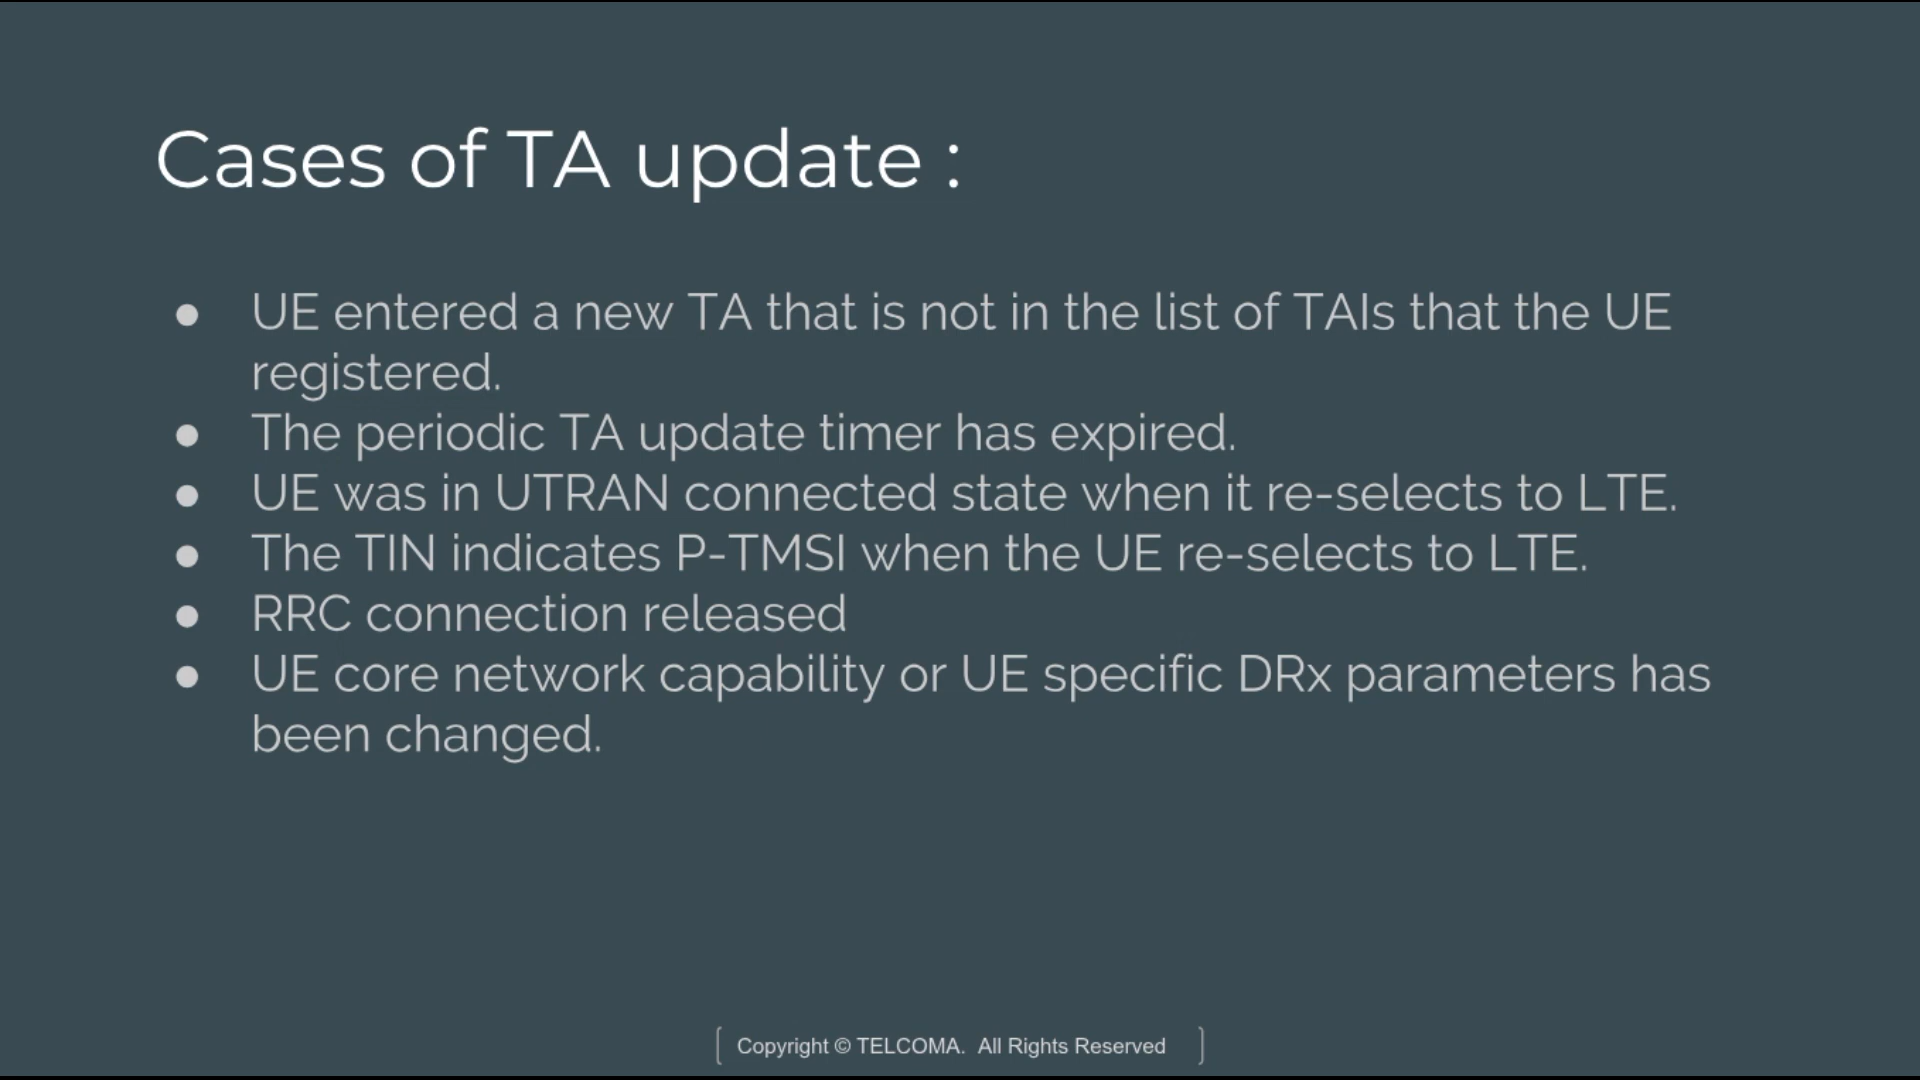 Cases of TA update :
● UE entered a new TA that is not in the list of TAIs that the UE
registered.
● The periodic TA update timer has expired.
● UE was in UTRAN connected state when it re-selects to LTE.
● The TIN indicates P-TMSI when the UE re-selects to LTE.
● RRC connection released
● UE core network capability or UE specific DRx parameters has
been changed.
[ Copyright © TELCOMA. All Rights Reserved ]